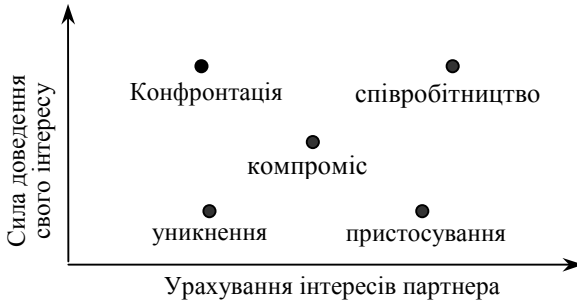 Сила доведення
свого інтересу
Конфронтація
співробітництво
компроміс
уникнення
пристосування
Урахування інтересів партнера